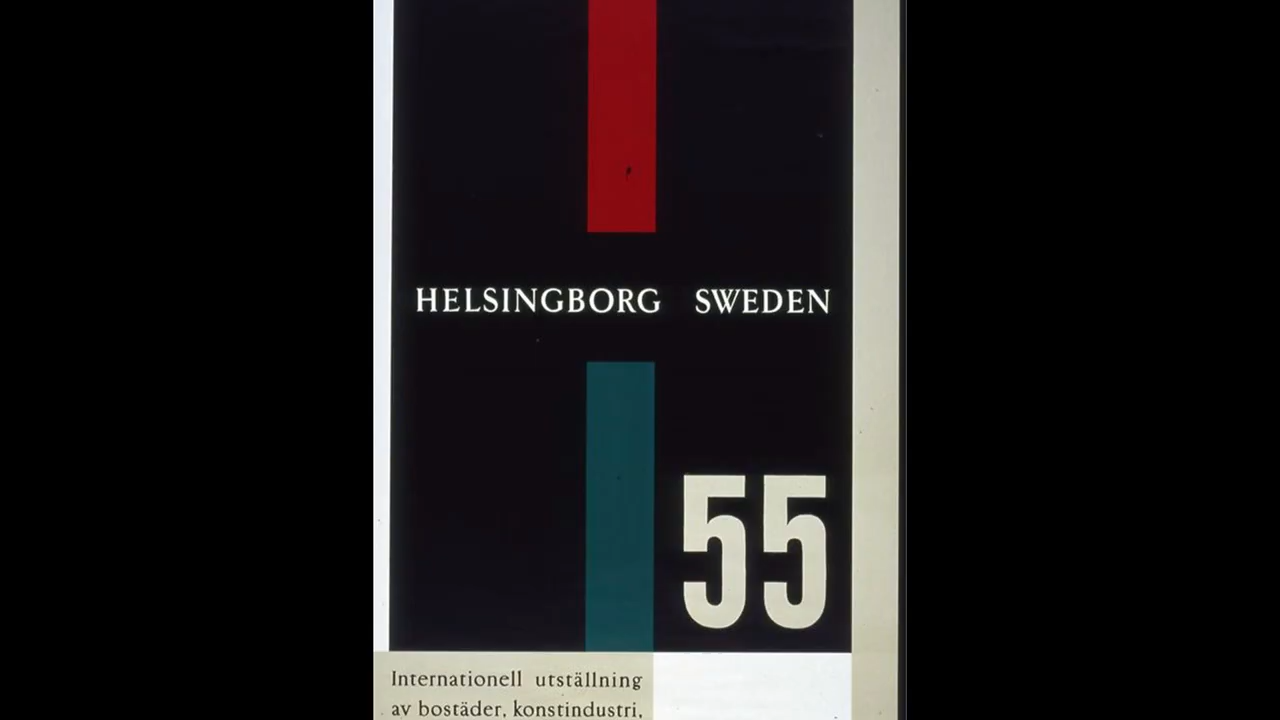 HELSINGBORG SWEDEN
55
Internationell utställning
av bostäder, konstindustri,